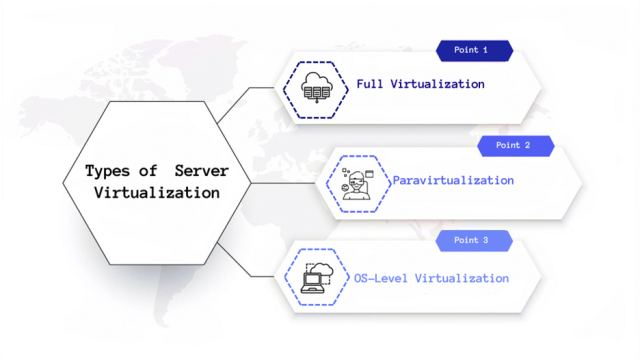 Types of Server
Virtualization
Point 1
Full Virtualization
Point 2
Paravirtualization
Point 3
OS-Level Virtualization